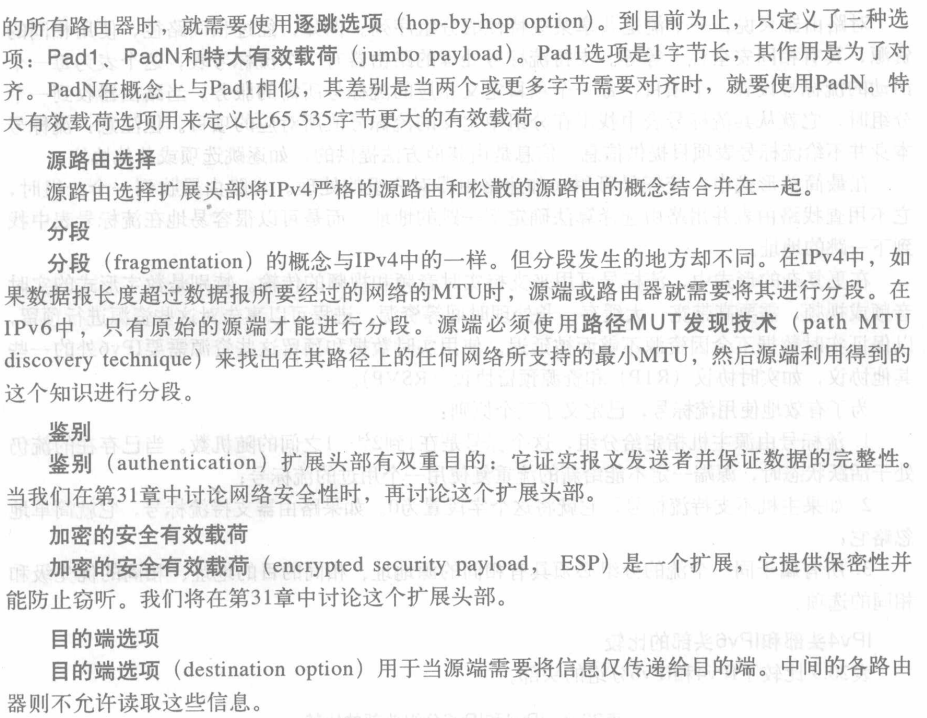 的所有路由器时，就需要使用逐跳选项（hop-by-hop option）。到目前为止，只定义了三种选
项：Pad1、PadN和特大有效载荷（jumbo payload）。Pad1选项是1字节长，其作用是为了对
齐。PadN在概念上与Pad1相似，其差别是当两个或更多字节需要对齐时，就要使用PadN。特
大有效载荷选项用来定义比65 535字节更大的有效载荷。
源路由选择
源路由选择扩展头部将IPv4严格的源路由和松散的源路由的概念结合并在一起。
分段
分段（fragmentation）的概念与IPv4中的一样。但分段发生的地方却不同。在IPv4中，如
果数据报长度超过数据报所要经过的网络的MTU时，源端或路由器就需要将其进行分段。在
IPv6中，只有原始的源端才能进行分段。源端必须使用路径MUT发现技术（path MTU
discovery technique）来找出在其路径上的任何网络所支持的最小MTU，然后源端利用得到的
这个知识进行分段。
鉴别
鉴别（authentication）扩展头部有双重目的：它证实报文发送者并保证数据的完整性。
当我们在第31章中讨论网络安全性时，再讨论这个扩展头部。
加密的安全有效载荷
加密的安全有效载荷（encrypted security payload， ESP）是一个扩展，它提供保密性并
能防止窃听。我们将在第31章中讨论这个扩展头部。
目的端选项
目的端选项（destination option）用于当源端需要将信息仅传递给目的端。中间的各路由
器则不允许读取这些信息。